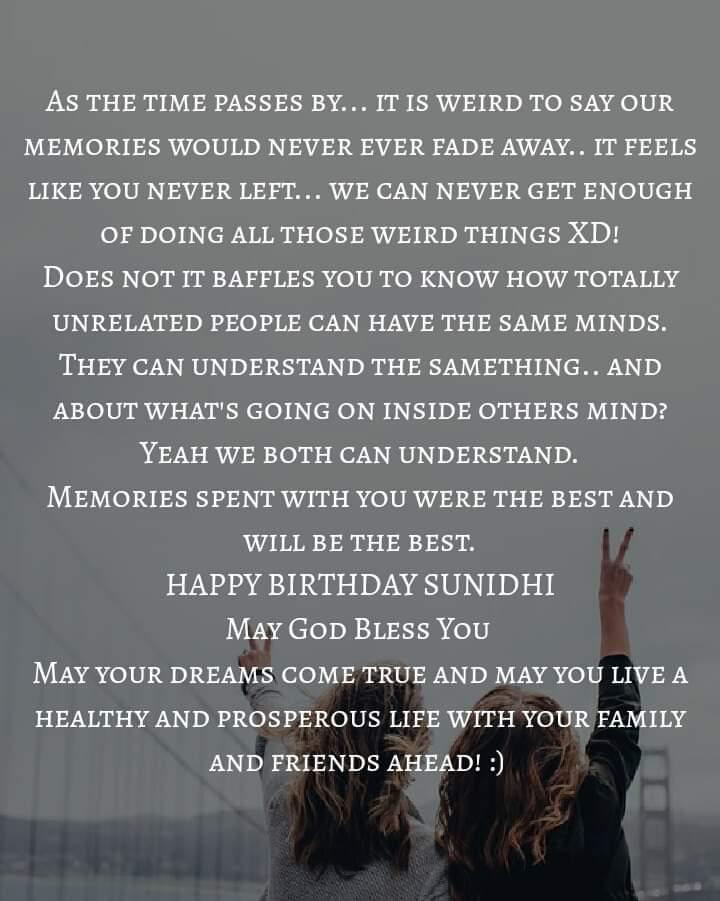 As the time passes by... it is weird to say our
memories would never ever fade away.. it feels
like you never left... we can never get enough
of doing all those weird things XD!
Does not it baffles you to know how totally
unrelated people can have the same minds.
They can understand the samething.. and
about what's going on inside others mind?
Yeah we both can understand.
Memories spent with you were the best and
will be the best.
HAPPY BIRTHDAY SUNIDHI
May God Bless You
May your dreams come true and may you live a
healthy and prosperous life with your family
and friends ahead! :)